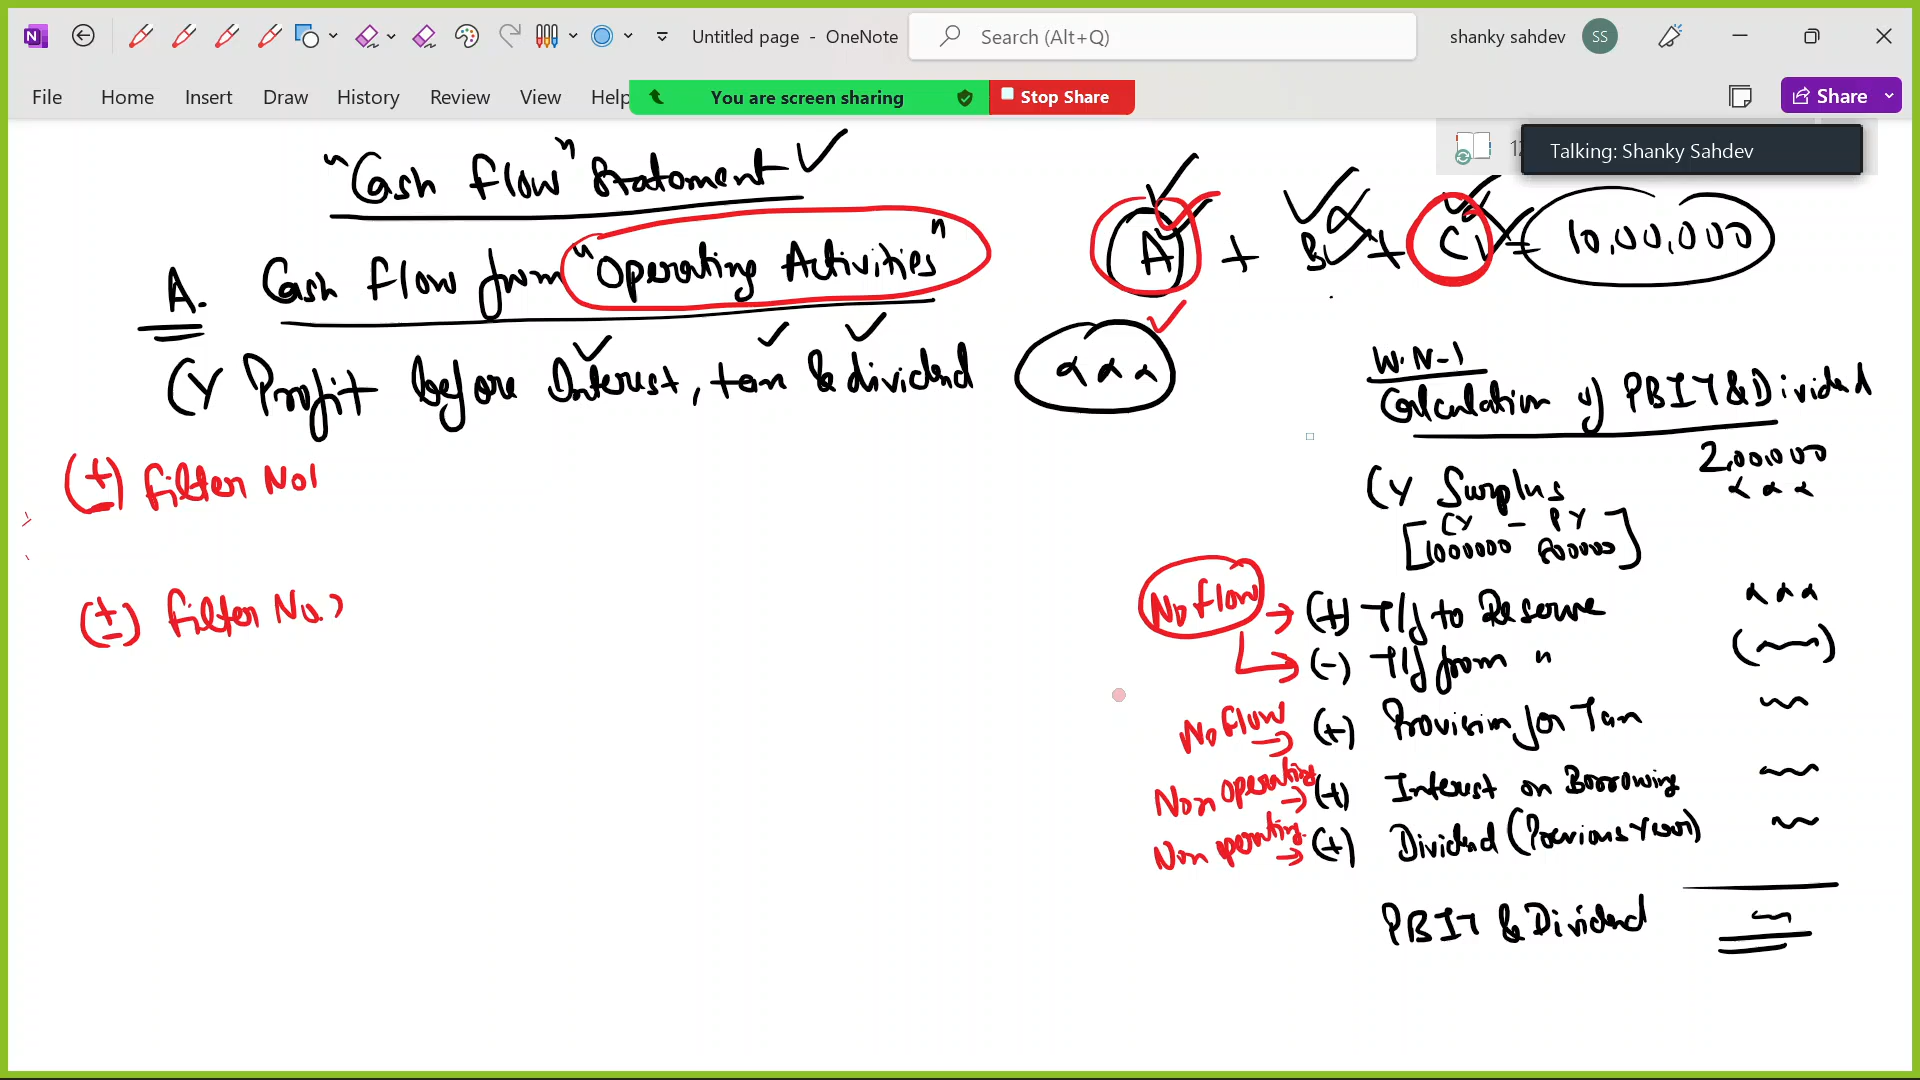 Untitled page - OneNote
Search (Alt+Q)
shanky sahdev
SS
File Home Insert Draw History Review View Help
You are screen sharing
Stop Share
Share
Talking: Shanky Sahdev
"Cash flow" Statement
A + B + C = 10,00,000
A. Cash flow from "Operating Activities"
CY Profit before Interest, tax & dividend
W.N-1
Calculation of PBIT & Dividend
2,00,000
CY Surplus
[CY - PY
1000000 800000]
(±) Filter No1
(±) Filter No.2
No flow → (+) T/f to Reserve
(-) T/f from "
No flow → (+) Provision for Tax
Non operating → (+) Interest on Borrowing
Non operating → (+) Dividend (Previous Year)
PBIT & Dividend